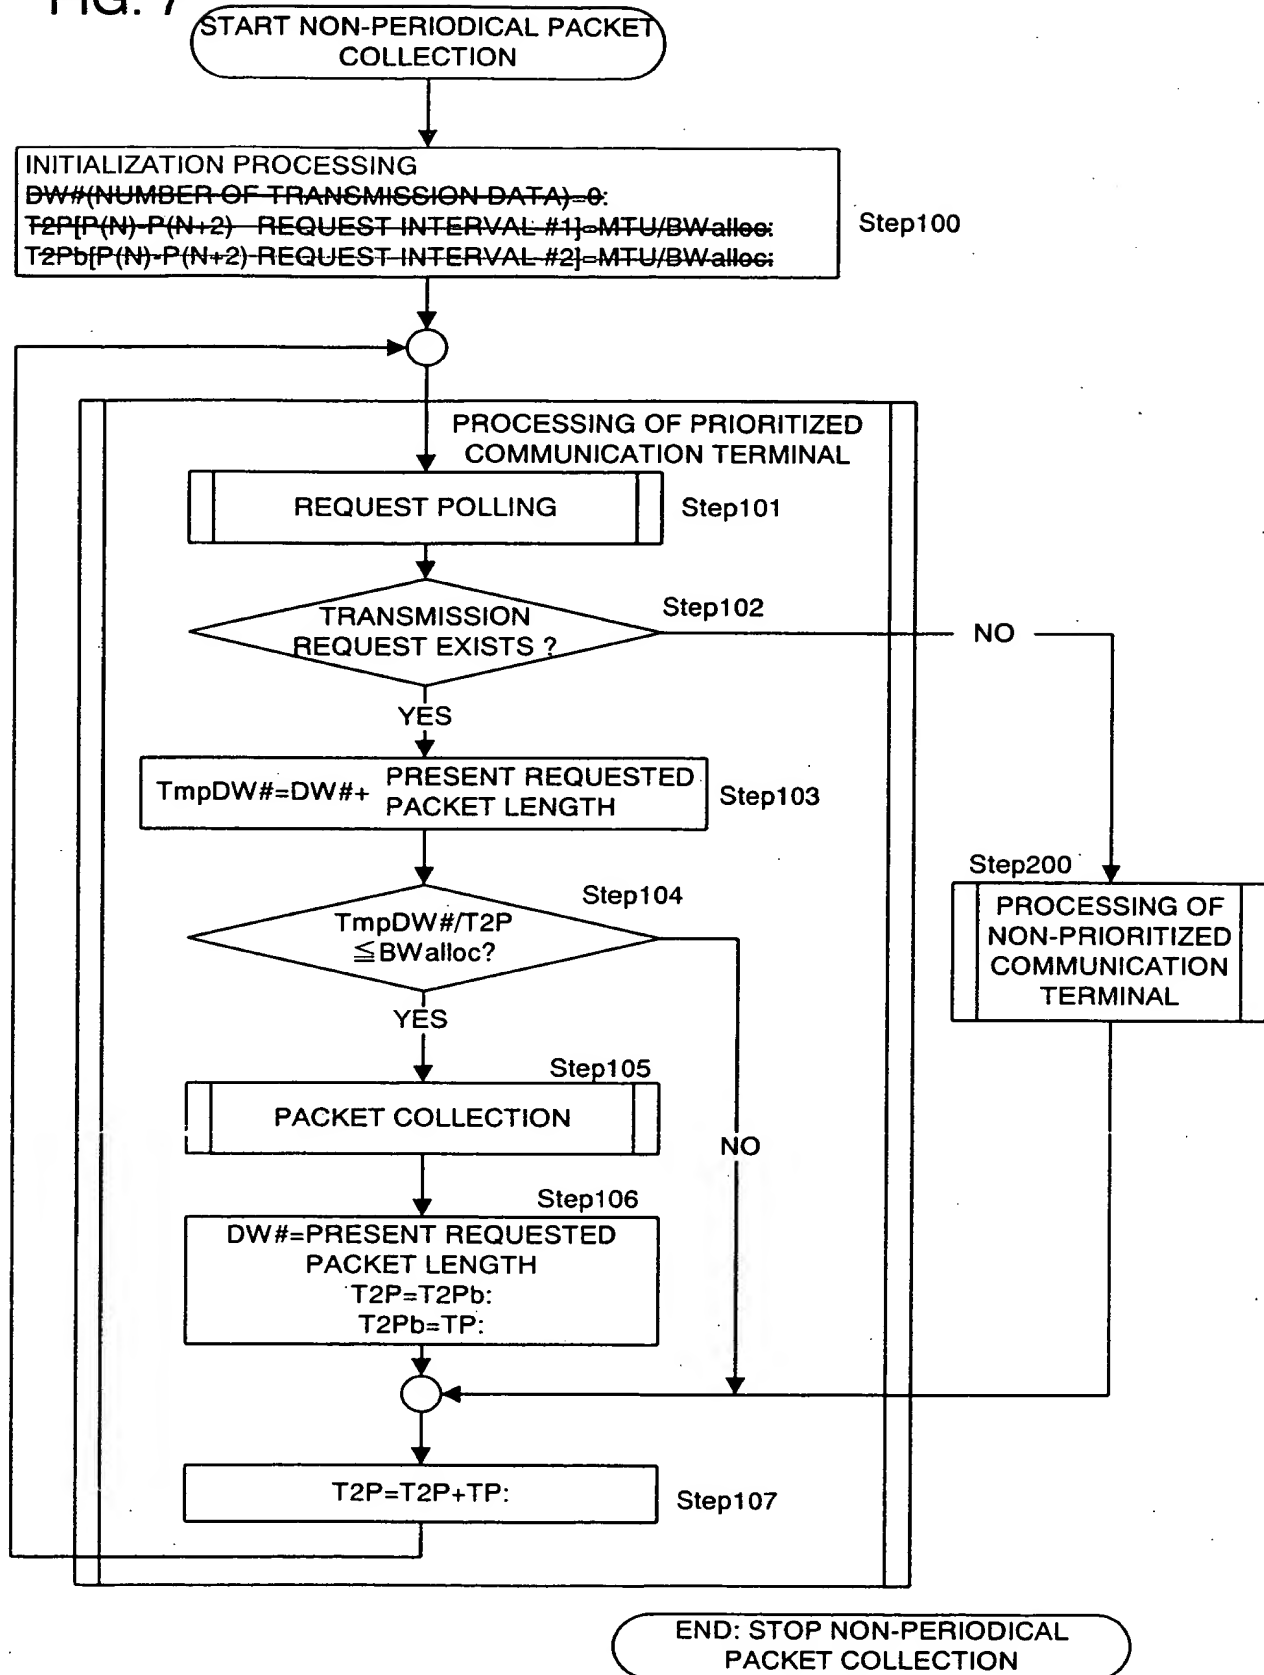 FIG. 7
START NON-PERIODICAL PACKET
COLLECTION
INITIALIZATION PROCESSING
DW#(NUMBER OF TRANSMISSION DATA)=0:
T2P[P(N)-P(N+2) REQUEST INTERVAL #1]=MTU/BWalloc:
T2Pb[P(N)-P(N+2) REQUEST INTERVAL #2]=MTU/BWalloc:
Step100
PROCESSING OF PRIORITIZED
COMMUNICATION TERMINAL
REQUEST POLLING
Step101
TRANSMISSION
REQUEST EXISTS ?
Step102
NO
YES
TmpDW#=DW#+ PRESENT REQUESTED
PACKET LENGTH
Step103
Step104
TmpDW#/T2P
≦BWalloc?
Step200
PROCESSING OF
NON-PRIORITIZED
COMMUNICATION
TERMINAL
YES
Step105
PACKET COLLECTION
NO
Step106
DW#=PRESENT REQUESTED
PACKET LENGTH
T2P=T2Pb:
T2Pb=TP:
T2P=T2P+TP:
Step107
END: STOP NON-PERIODICAL
PACKET COLLECTION